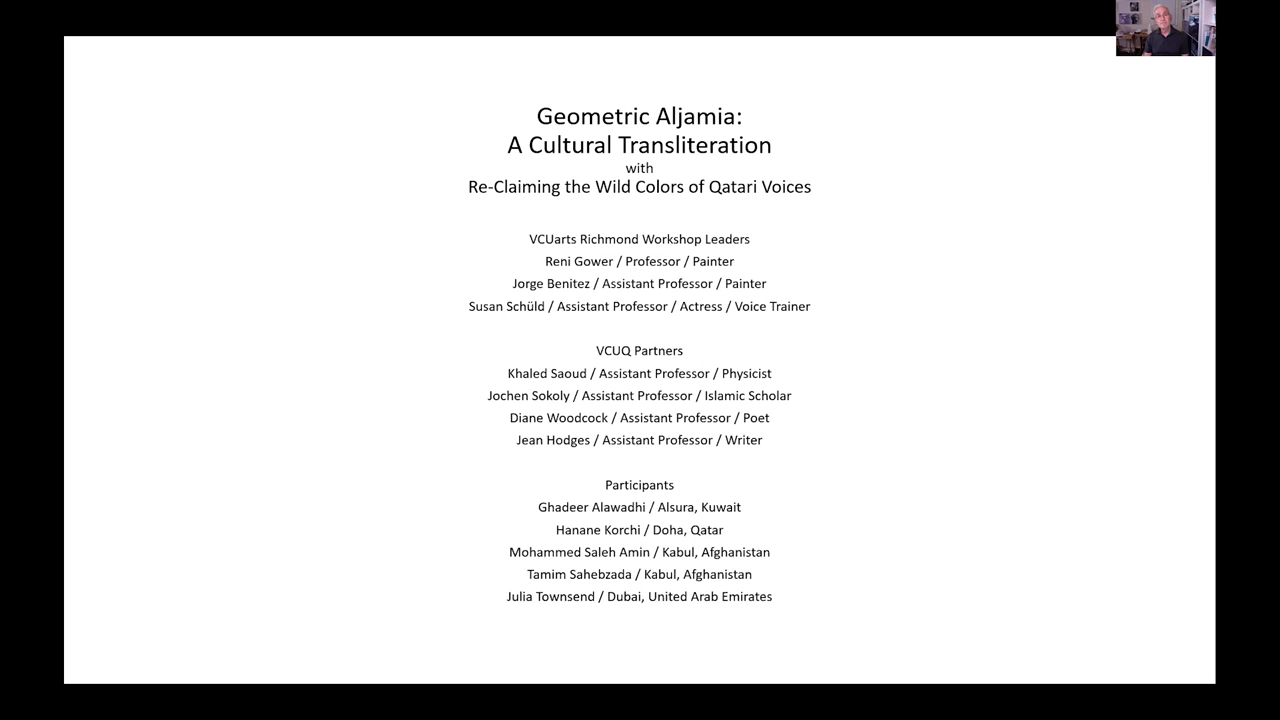 Geometric Aljamia:
A Cultural Transliteration
with
Re-Claiming the Wild Colors of Qatari Voices
VCUarts Richmond Workshop Leaders
Reni Gower / Professor / Painter
Jorge Benitez / Assistant Professor / Painter
Susan Schüld / Assistant Professor / Actress / Voice Trainer
VCUQ Partners
Khaled Saoud / Assistant Professor / Physicist
Jochen Sokoly / Assistant Professor / Islamic Scholar
Diane Woodcock / Assistant Professor / Poet
Jean Hodges / Assistant Professor / Writer
Participants
Ghadeer Alawadhi / Alsura, Kuwait
Hanane Korchi / Doha, Qatar
Mohammed Saleh Amin / Kabul, Afghanistan
Tamim Sahebzada / Kabul, Afghanistan
Julia Townsend / Dubai, United Arab Emirates